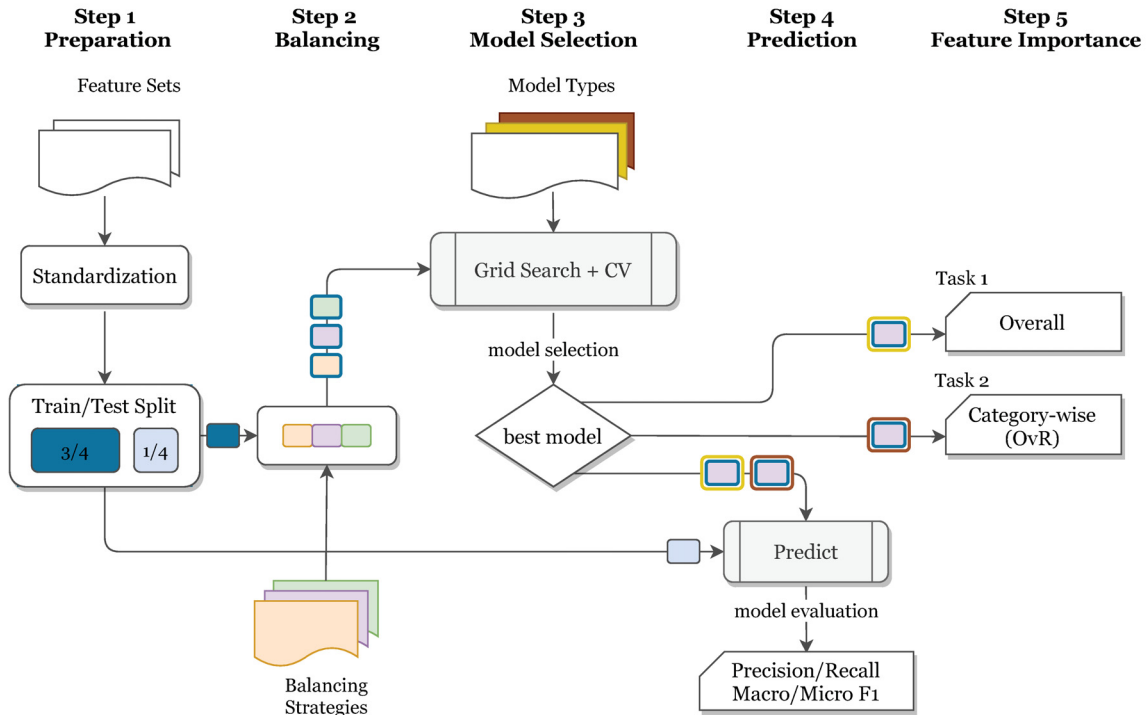 Step 1
Preparation
Step 2
Balancing
Step 3
Model Selection
Step 4
Prediction
Step 5
Feature Importance
Feature Sets
Model Types
Standardization
Grid Search + CV
Task 1
Overall
model selection
Train/Test Split
3/4
1/4
best model
Task 2
Category-wise
(OvR)
Predict
model evaluation
Balancing
Strategies
Precision/Recall
Macro/Micro F1